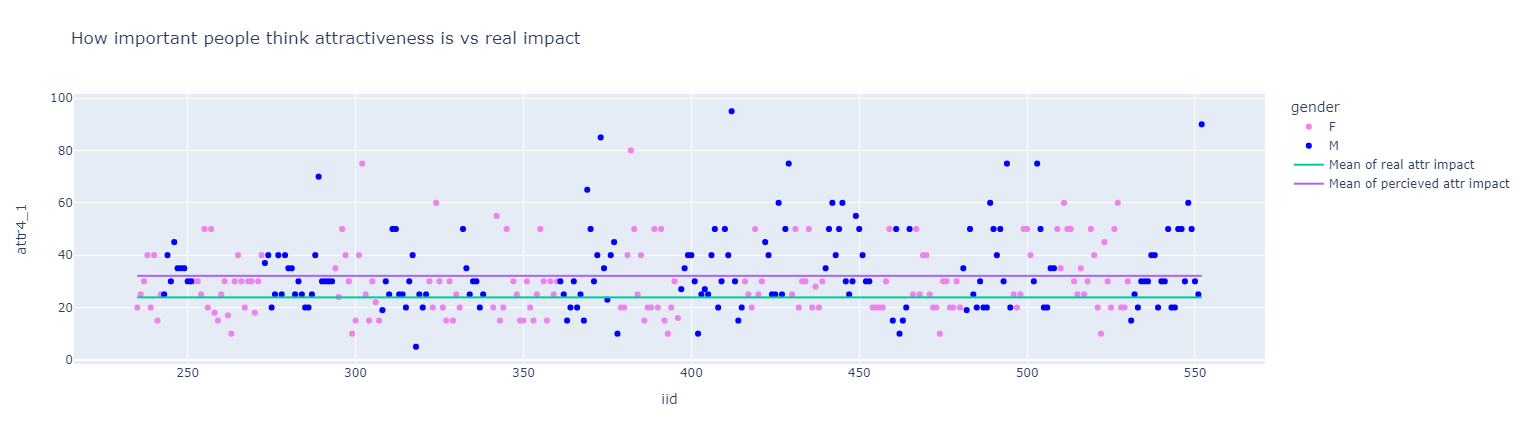 How important people think attractiveness is vs real impact
100
80
60
40
20
0
attr4_1
250
300
350
400
450
500
550
iid
gender
F
M
Mean of real attr impact
Mean of percieved attr impact